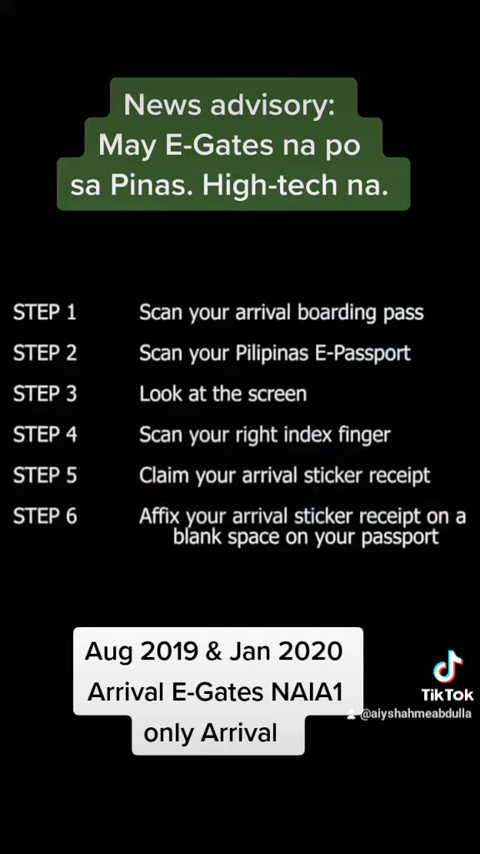 News advisory:
May E-Gates na po
sa Pinas. High-tech na.
STEP 1 Scan your arrival boarding pass
STEP 2 Scan your Pilipinas E-Passport
STEP 3 Look at the screen
STEP 4 Scan your right index finger
STEP 5 Claim your arrival sticker receipt
STEP 6 Affix your arrival sticker receipt on a
blank space on your passport
Aug 2019 & Jan 2020
Arrival E-Gates NAIA1
only Arrival
TikTok
@aiyshahmeabdulla